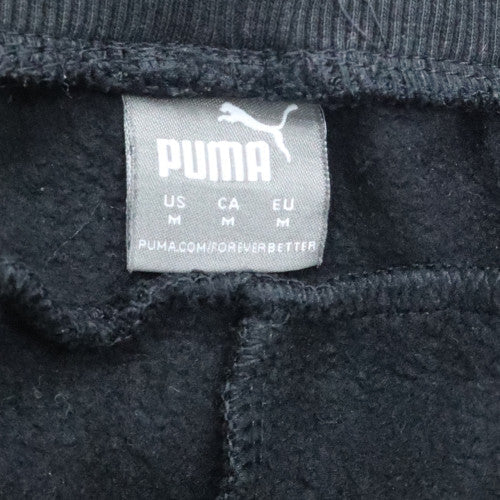 PUMA
US CA EU
M M M
PUMA.COM/FOREVERBETTER